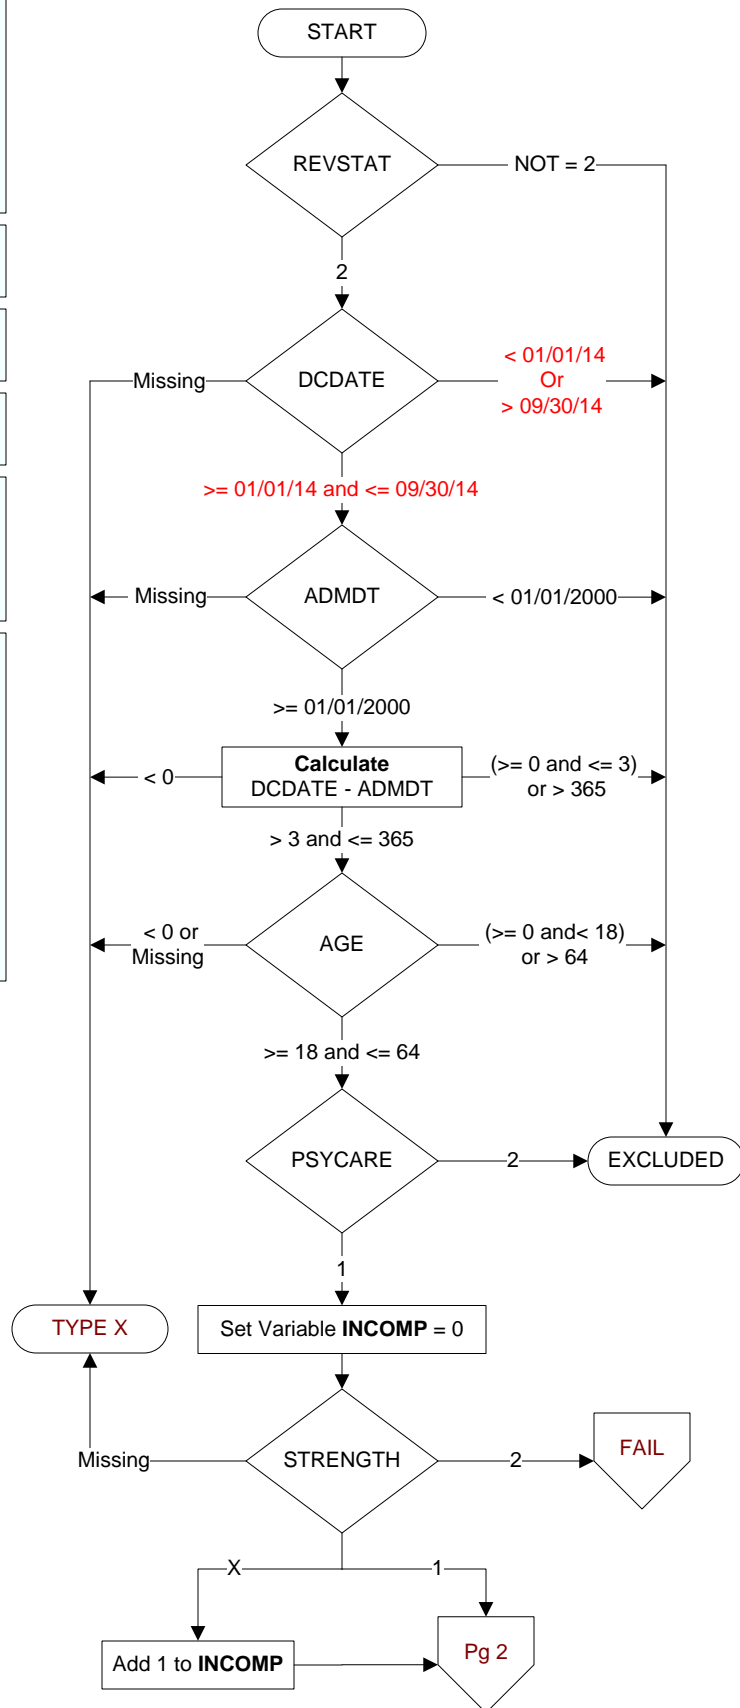 START
REVSTAT
NOT = 2
2
DCDATE
Missing
< 01/01/14
Or
> 09/30/14
>= 01/01/14 and <= 09/30/14
ADMDT
Missing
< 01/01/2000
>= 01/01/2000
Calculate
DCDATE - ADMDT
< 0
(>= 0 and <= 3)
or > 365
> 3 and <= 365
AGE
< 0 or
Missing
(>= 0 and< 18)
or > 64
>= 18 and <= 64
PSYCARE
2
EXCLUDED
1
TYPE X
Set Variable INCOMP = 0
STRENGTH
Missing
2
FAIL
X
1
Add 1 to INCOMP
Pg 2